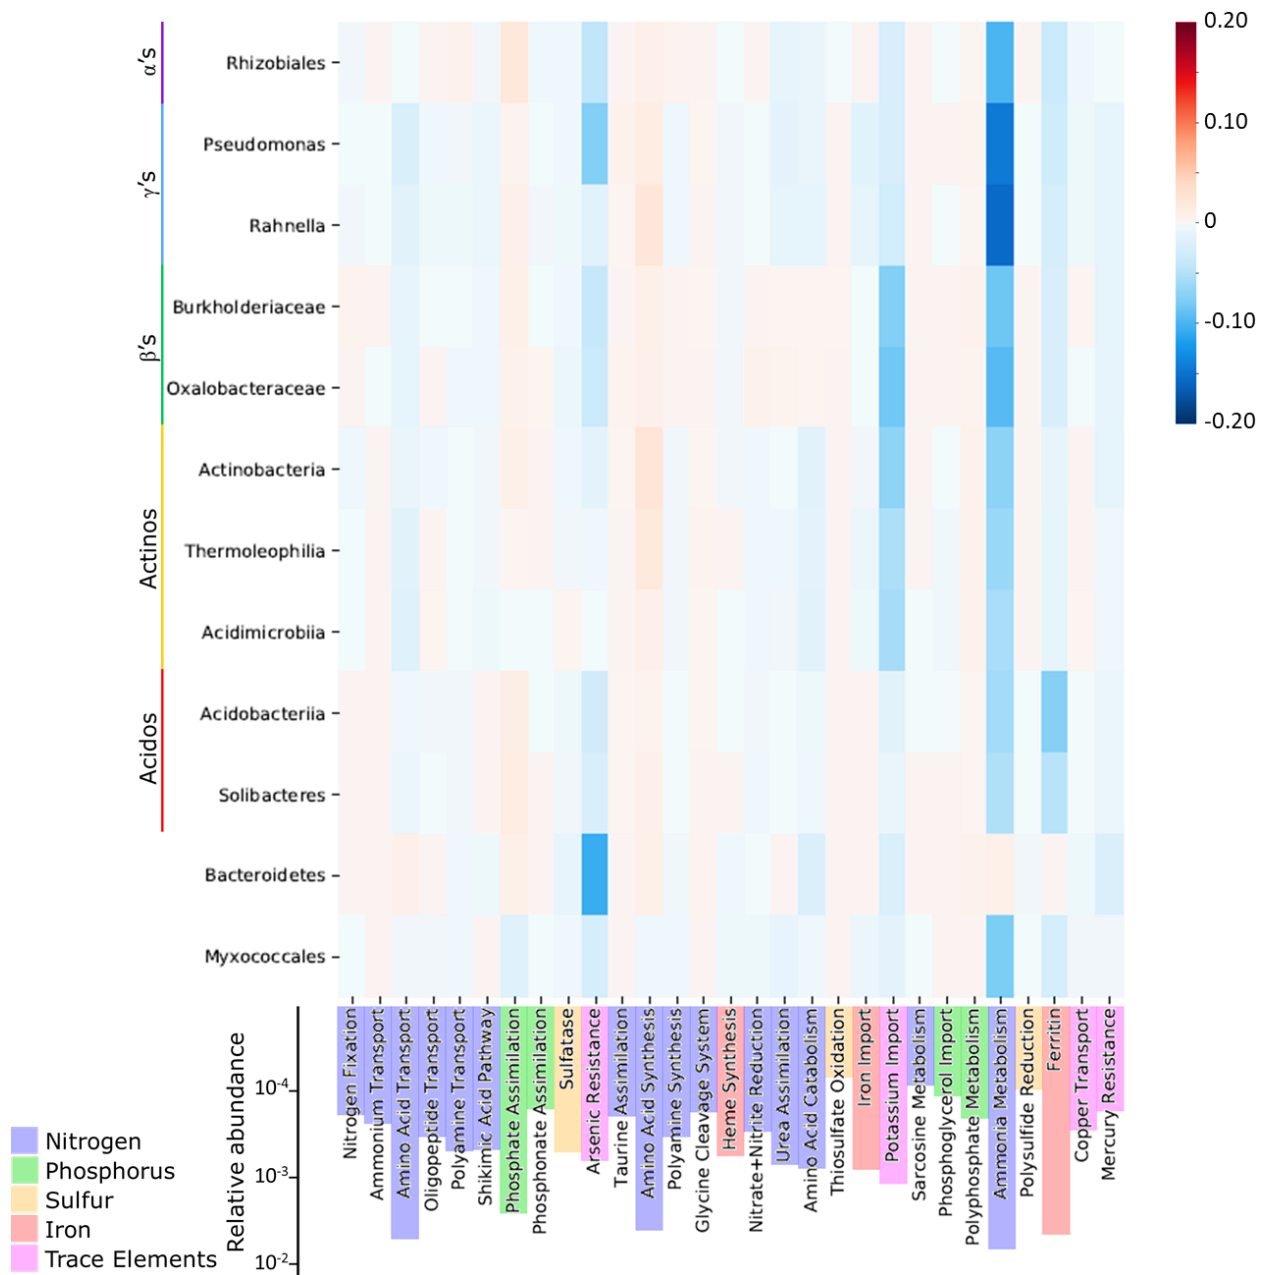 α's
γ's
β's
Actinos
Acidos
Rhizobiales
Pseudomonas
Rahnella
Burkholderiaceae
Oxalobacteraceae
Actinobacteria
Thermoleophilia
Acidimicrobiia
Acidobacteriia
Solibacteres
Bacteroidetes
Myxococcales
0.20
0.10
0
-0.10
-0.20
Nitrogen Fixation
Ammonium Transport
Amino Acid Transport
Oligopeptide Transport
Polyamine Transport
Shikimic Acid Pathway
Phosphate Assimilation
Phosphonate Assimilation
Sulfatase
Arsenic Resistance
Taurine Assimilation
Amino Acid Synthesis
Polyamine Synthesis
Glycine Cleavage System
Heme Synthesis
Nitrate+Nitrite Reduction
Urea Assimilation
Amino Acid Catabolism
Thiosulfate Oxidation
Iron Import
Potassium Import
Sarcosine Metabolism
Phosphoglycerol Import
Polyphosphate Metabolism
Ammonia Metabolism
Polysulfide Reduction
Ferritin
Copper Transport
Mercury Resistance
Relative abundance
10⁻⁴
10⁻³
10⁻²
Nitrogen
Phosphorus
Sulfur
Iron
Trace Elements